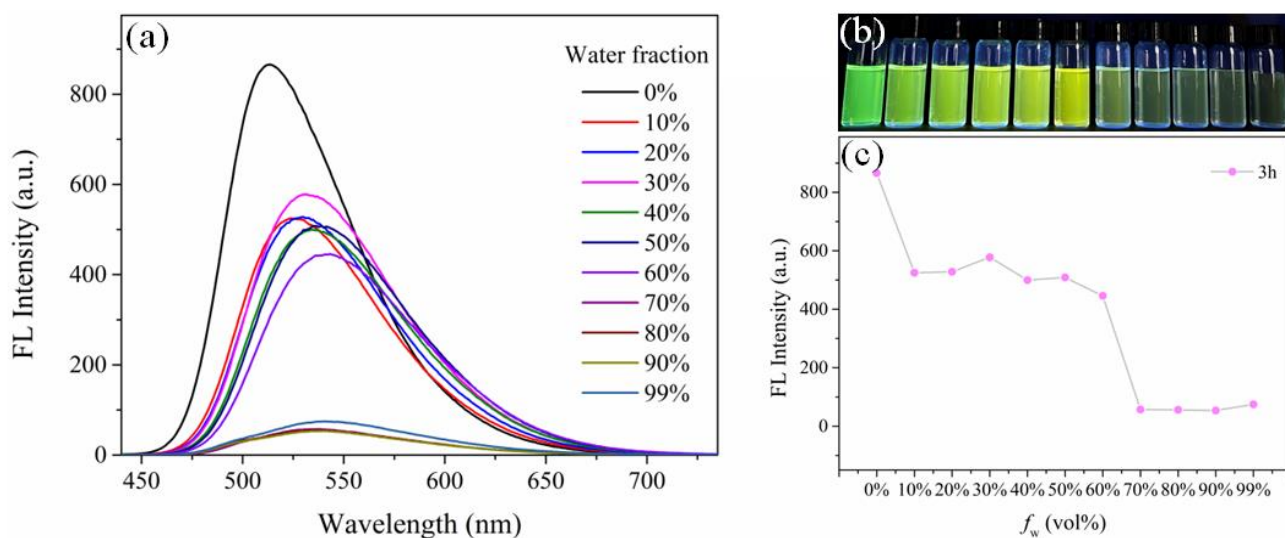 (a)
Water fraction
0%
10%
20%
30%
40%
50%
60%
70%
80%
90%
99%
800
600
400
200
0
FL Intensity (a.u.)
450 500 550 600 650 700
Wavelength (nm)
(b)
(c)
3h
800
600
400
200
0
FL Intensity (a.u.)
0% 10% 20% 30% 40% 50% 60% 70% 80% 90% 99%
fw (vol%)